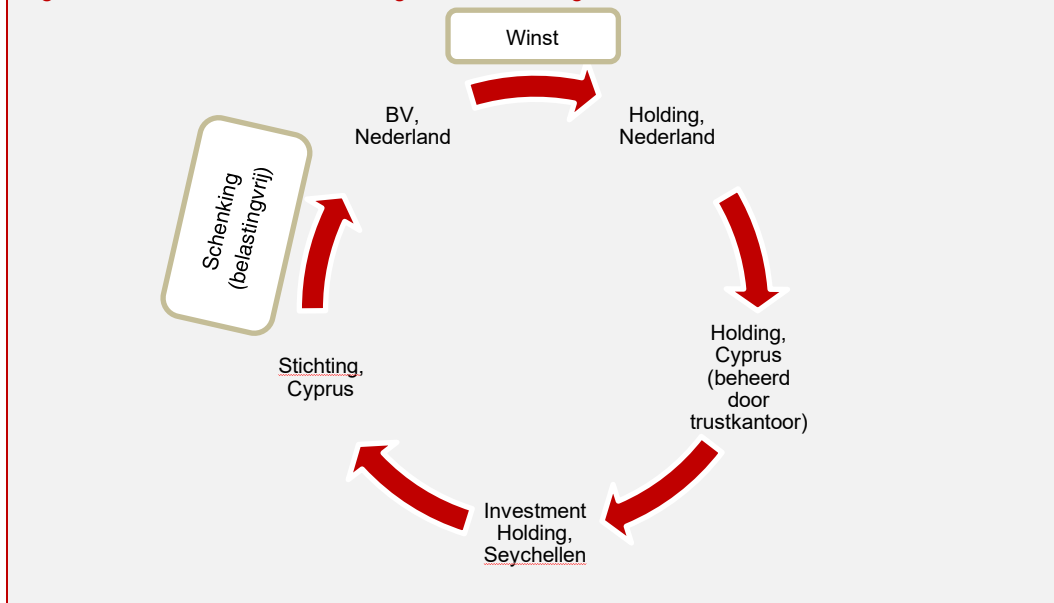 Winst
BV,
Nederland
Holding,
Nederland
Schenking
(belastingvrij)
Holding,
Cyprus
(beheerd
door
trustkantoor)
Stichting,
Cyprus
Investment
Holding,
Seychellen